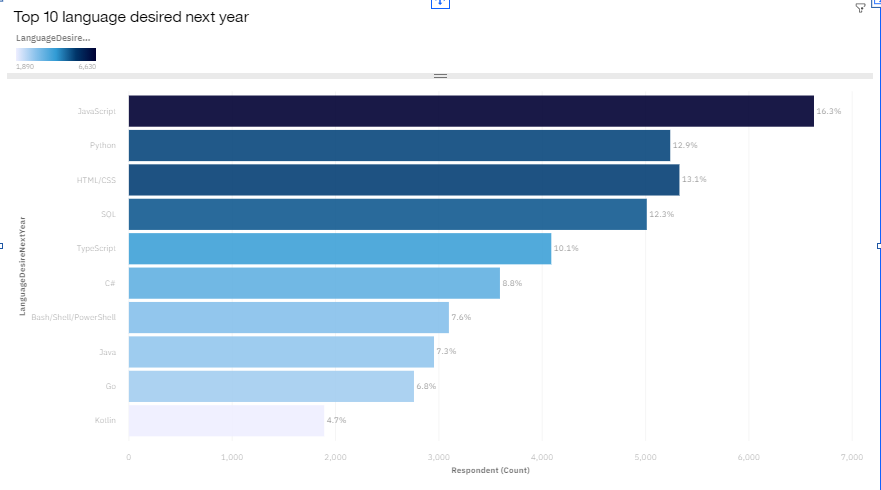 Top 10 language desired next year
LanguageDesire...
1,890 6,630
JavaScript 16.3%
Python 12.9%
HTML/CSS 13.1%
SQL 12.3%
TypeScript 10.1%
C# 8.8%
Bash/Shell/PowerShell 7.6%
Java 7.3%
Go 6.8%
Kotlin 4.7%
LanguageDesireNextYear
0 1,000 2,000 3,000 4,000 5,000 6,000 7,000
Respondent (Count)